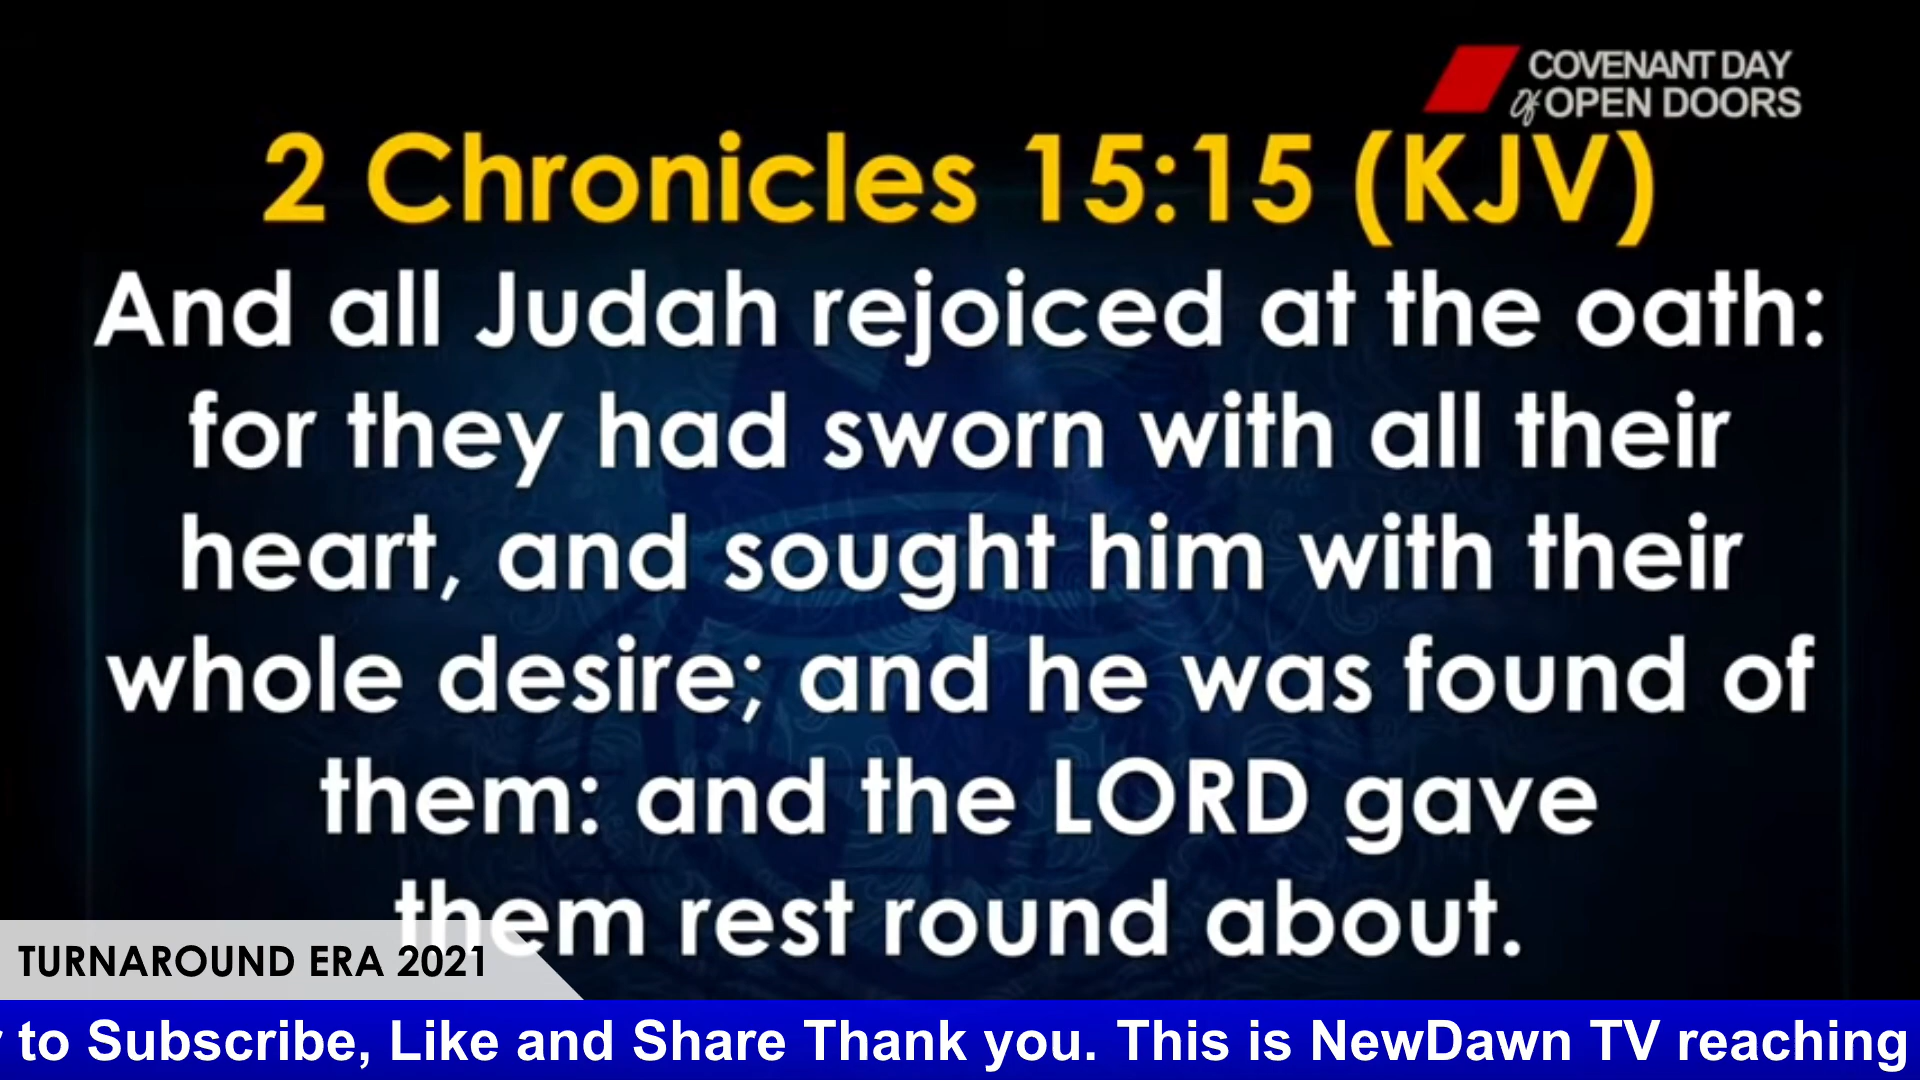 COVENANT DAY
Of OPEN DOORS
2 Chronicles 15:15 (KJV)
And all Judah rejoiced at the oath:
for they had sworn with all their
heart, and sought him with their
whole desire; and he was found of
them: and the LORD gave
them rest round about.
TURNAROUND ERA 2021
to Subscribe, Like and Share Thank you. This is NewDawn TV reaching